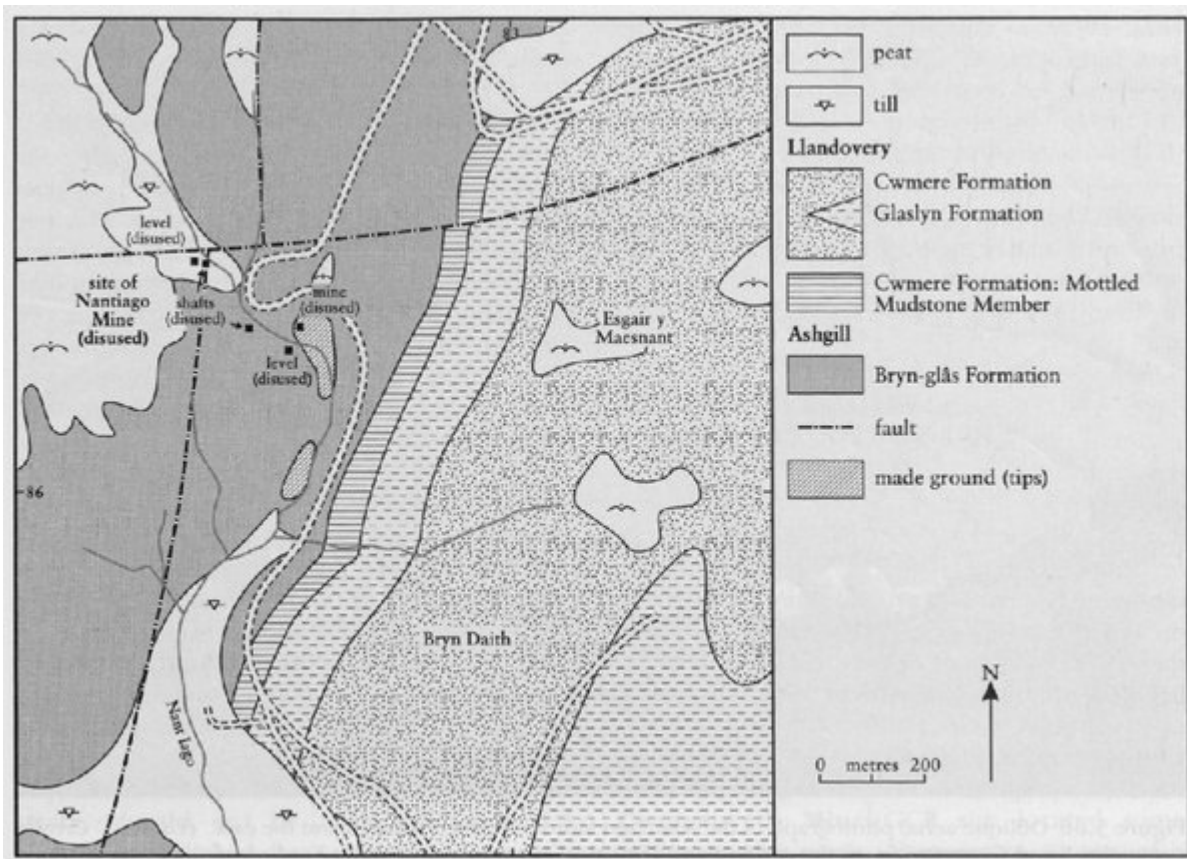 83
level
(disused)
site of
Nantiago
Mine
(disused)
shafts
(disused)
mine
(disused)
level
(disused)
Esgair y
Maesnant
86
Bryn Daith
Nant Iago
peat
till
Llandovery
Cwmere Formation
Glaslyn Formation
Cwmere Formation: Mottled
Mudstone Member
Ashgill
Bryn-glâs Formation
fault
made ground (tips)
N
0 metres 200